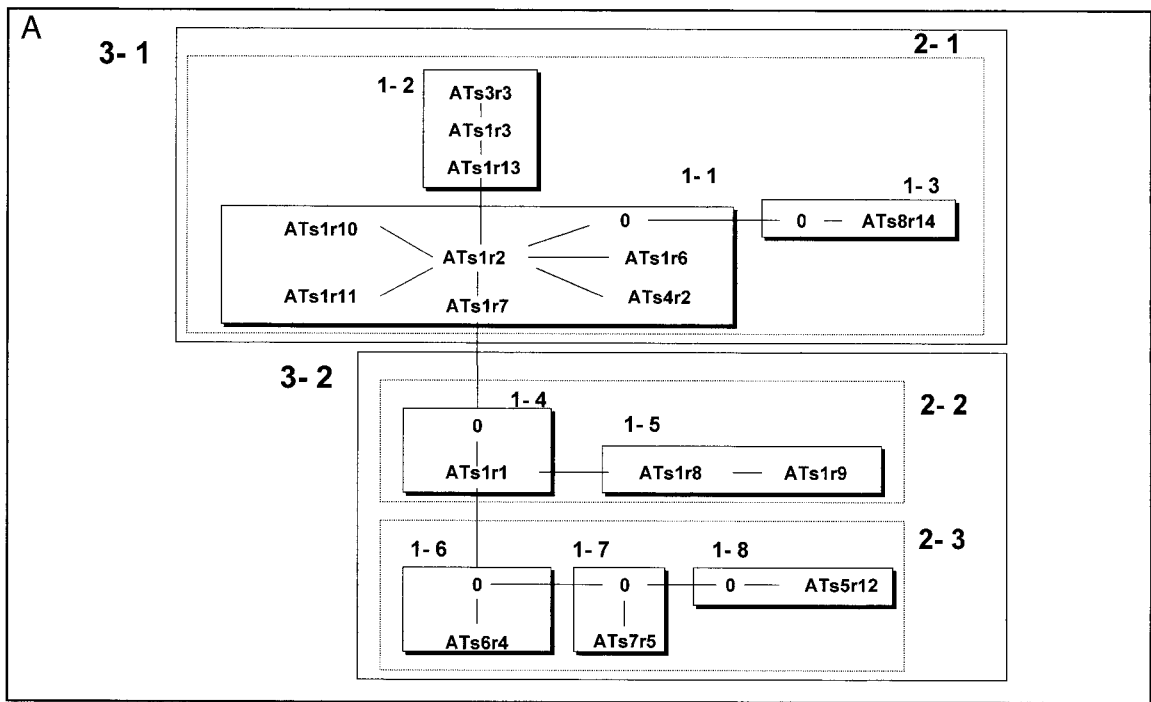 A
3- 1
2- 1
1- 2
ATs3r3
ATs1r3
ATs1r13
1- 1
1- 3
ATs1r10
0
0
ATs8r14
ATs1r2
ATs1r6
ATs1r11
ATs1r7
ATs4r2
3- 2
1- 4
2- 2
0
1- 5
ATs1r1
ATs1r8
ATs1r9
2- 3
1- 6
1- 7
1- 8
0
0
0
ATs5r12
ATs6r4
ATs7r5